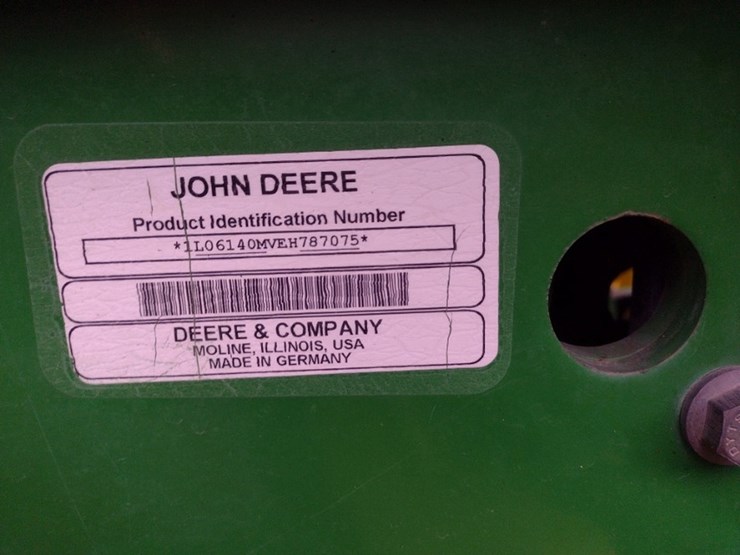 JOHN DEERE
Product Identification Number
*1L06140MVEH787075*
DEERE & COMPANY
MOLINE, ILLINOIS, USA
MADE IN GERMANY